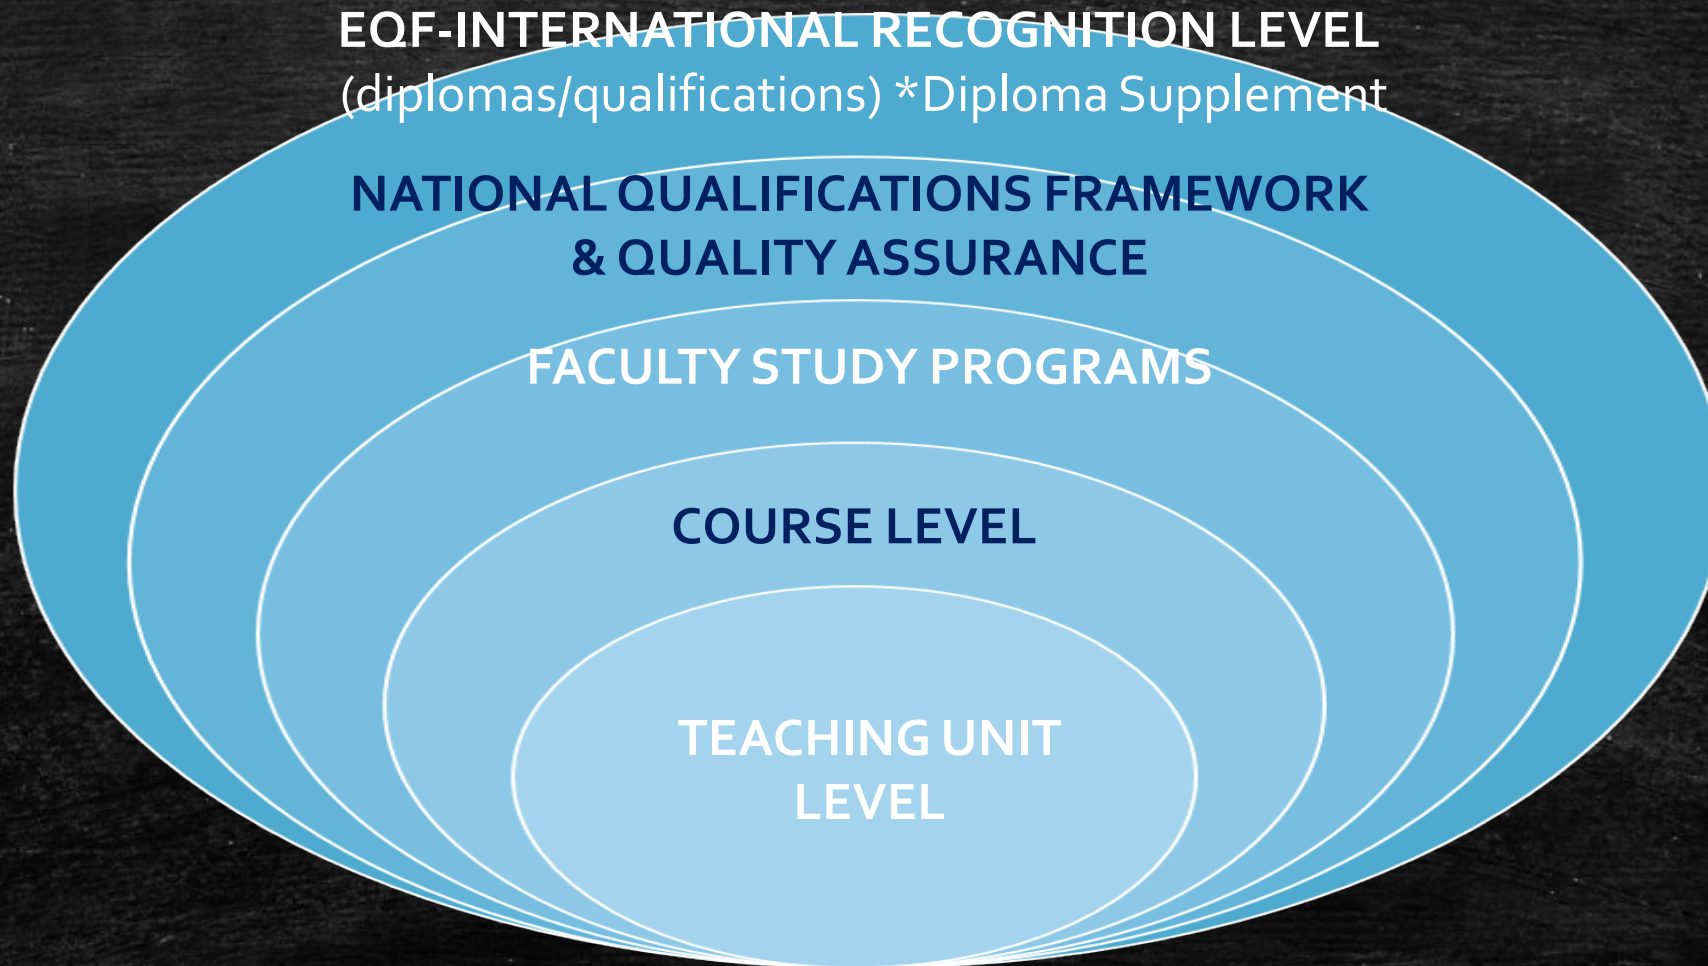 EQF-INTERNATIONAL RECOGNITION LEVEL
(diplomas/qualifications) *Diploma Supplement
NATIONAL QUALIFICATIONS FRAMEWORK
& QUALITY ASSURANCE
FACULTY STUDY PROGRAMS
COURSE LEVEL
TEACHING UNIT
LEVEL